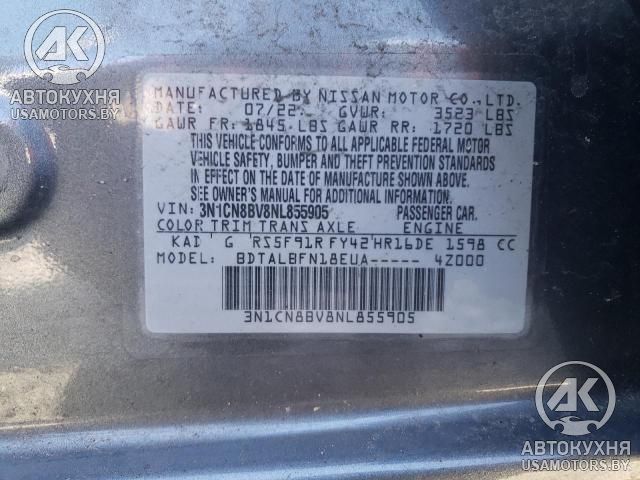 AK
АВТОКУХНЯ
USAMOTORS.BY
MANUFACTURED BY NISSAN MOTOR CO., LTD.
DATE: 07/22 GVWR: 3523 LBS
GAWR FR: 1845 LBS GAWR RR: 1720 LBS
THIS VEHICLE CONFORMS TO ALL APPLICABLE FEDERAL MOTOR
VEHICLE SAFETY, BUMPER AND THEFT PREVENTION STANDARDS
IN EFFECT ON THE DATE OF MANUFACTURE SHOWN ABOVE.
SEE OWNER'S MANUAL FOR ADDITIONAL INFORMATION.
VIN: 3N1CN8BV8NL855905 PASSENGER CAR.
COLOR TRIM TRANS AXLE ENGINE
KAD G RS5F91R FY42 HR16DE 1598 CC
MODEL: BDTALBFN18EUA----- 4Z000
3N1CN8BV8NL855905
AK
АВТОКУХНЯ
USAMOTORS.BY